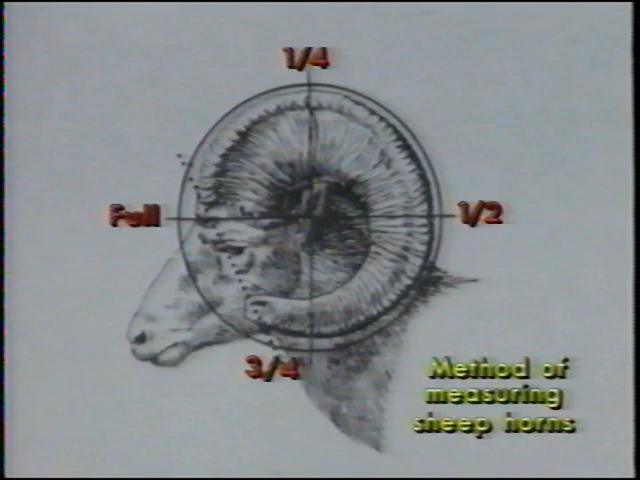 1/4
Full
1/2
3/4
Method of
measuring
sheep horns